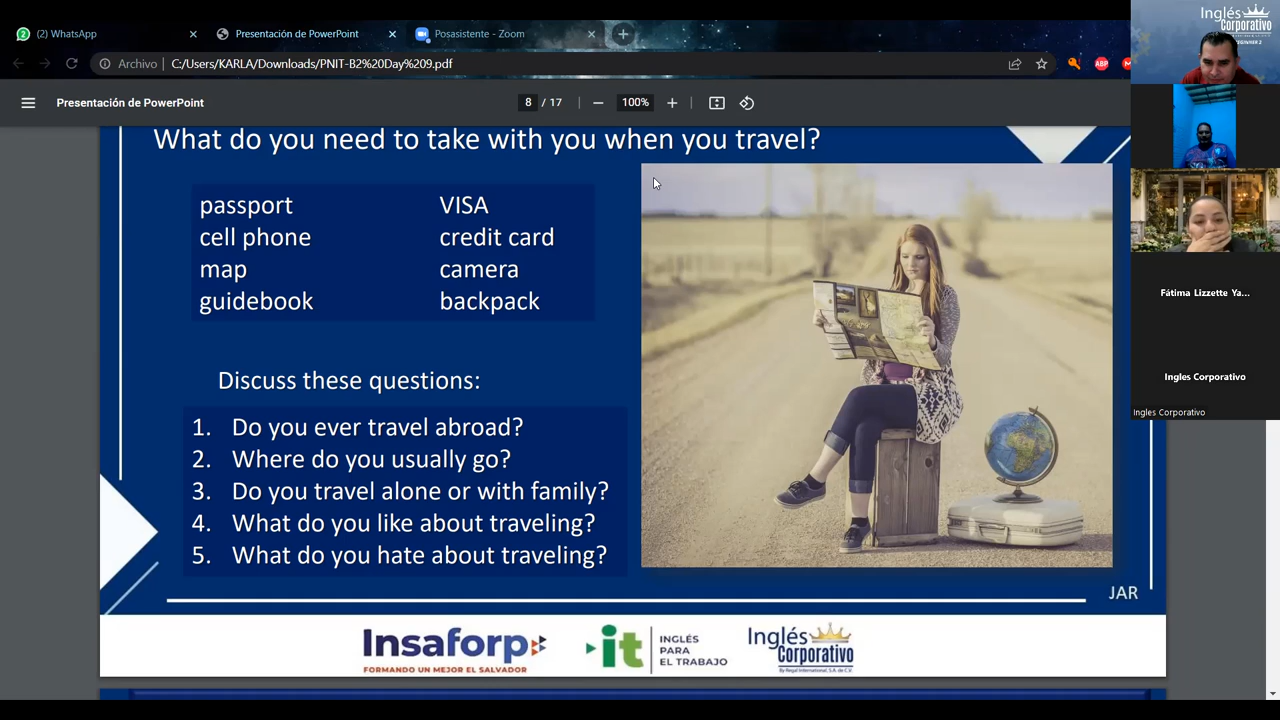 (2) WhatsApp
Presentación de PowerPoint
Posasistente - Zoom
Archivo
C:/Users/KARLA/Downloads/PNIT-B2%20Day%209.pdf
ABP
Presentación de PowerPoint
8 / 17
100%
What do you need to take with you when you travel?
passport VISA
cell phone credit card
map camera
guidebook backpack
Discuss these questions:
1. Do you ever travel abroad?
2. Where do you usually go?
3. Do you travel alone or with family?
4. What do you like about traveling?
5. What do you hate about traveling?
JAR
Insaforp
FORMANDO UN MEJOR EL SALVADOR
it
INGLÉS
PARA
EL TRABAJO
Inglés
Corporativo
By Regal International, S.A. de C.V.
Inglés
Corporativo
Fátima Lizzette Ya...
Ingles Corporativo
Ingles Corporativo